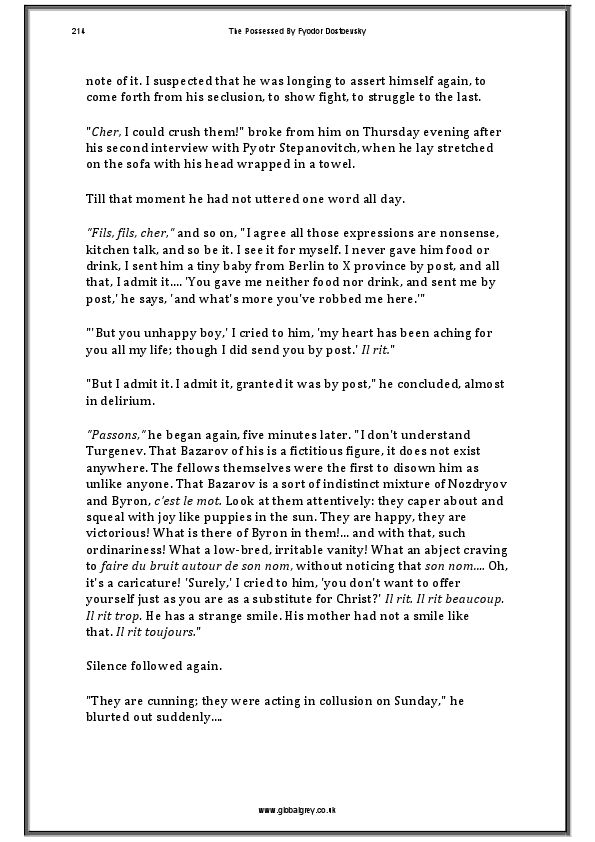 214
The Possessed By Fyodor Dostoevsky
note of it. I suspected that he was longing to assert himself again, to
come forth from his seclusion, to show fight, to struggle to the last.
"Cher, I could crush them!" broke from him on Thursday evening after
his second interview with Pyotr Stepanovitch, when he lay stretched
on the sofa with his head wrapped in a towel.
Till that moment he had not uttered one word all day.
"Fils, fils, cher," and so on, "I agree all those expressions are nonsense,
kitchen talk, and so be it. I see it for myself. I never gave him food or
drink, I sent him a tiny baby from Berlin to X province by post, and all
that, I admit it.... 'You gave me neither food nor drink, and sent me by
post,' he says, 'and what's more you've robbed me here.'"
"'But you unhappy boy,' I cried to him, 'my heart has been aching for
you all my life; though I did send you by post.' Il rit."
"But I admit it. I admit it, granted it was by post," he concluded, almost
in delirium.
"Passons," he began again, five minutes later. "I don't understand
Turgenev. That Bazarov of his is a fictitious figure, it does not exist
anywhere. The fellows themselves were the first to disown him as
unlike anyone. That Bazarov is a sort of indistinct mixture of Nozdryov
and Byron, c'est le mot. Look at them attentively: they caper about and
squeal with joy like puppies in the sun. They are happy, they are
victorious! What is there of Byron in them!... and with that, such
ordinariness! What a low-bred, irritable vanity! What an abject craving
to faire du bruit autour de son nom, without noticing that son nom.... Oh,
it's a caricature! 'Surely,' I cried to him, 'you don't want to offer
yourself just as you are as a substitute for Christ?' Il rit. Il rit beaucoup.
Il rit trop. He has a strange smile. His mother had not a smile like
that. Il rit toujours."
Silence followed again.
"They are cunning; they were acting in collusion on Sunday," he
blurted out suddenly....
www.globalgrey.co.uk